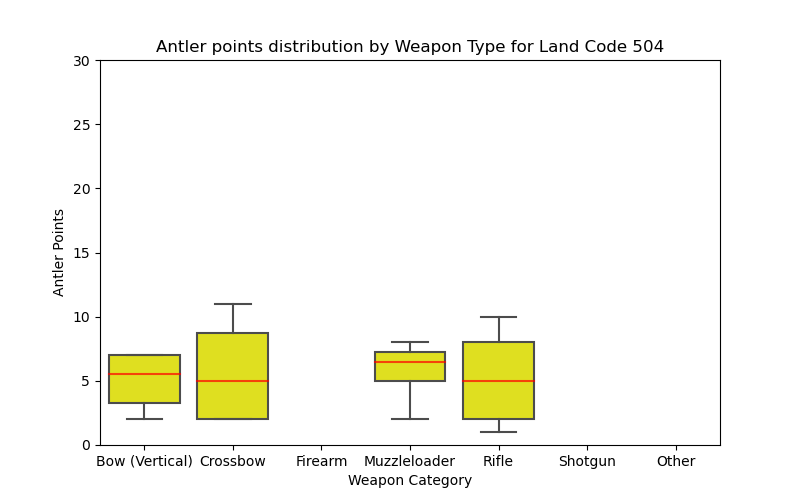 Antler points distribution by Weapon Type for Land Code 504
30
25
20
15
10
5
0
Antler Points
Bow (Vertical) Crossbow Firearm Muzzleloader Rifle Shotgun Other
Weapon Category